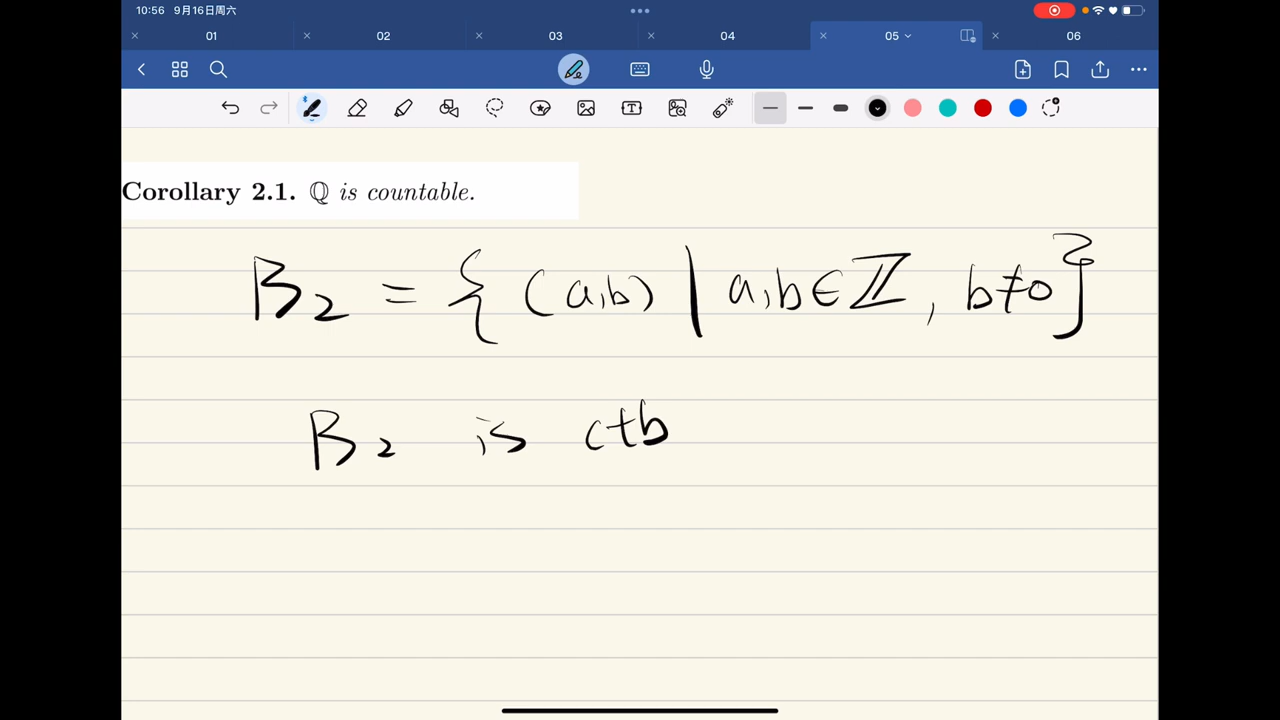 10:56 9月16日周六
01 02 03 04 05 06
Corollary 2.1. ℚ is countable.
B₂ = { (a,b) | a,b ∈ ℤ, b≠0 }
B₂ is ctb